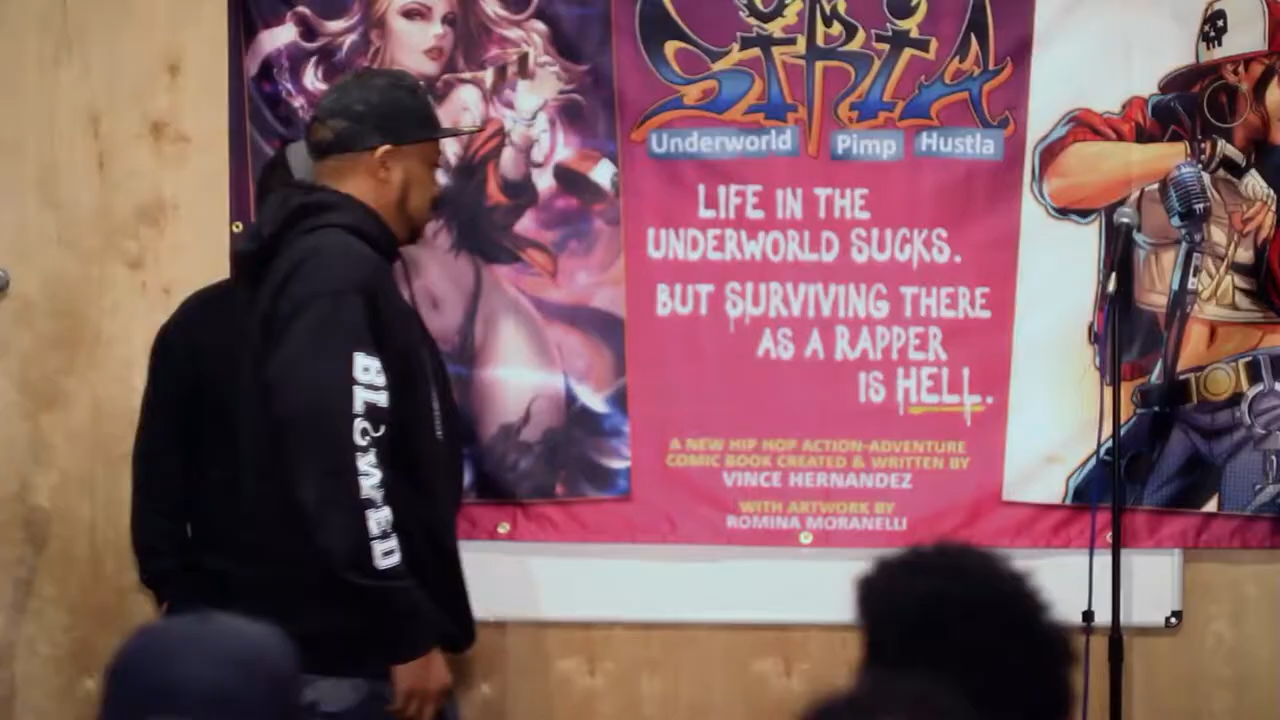 Underworld Pimp Hustla
LIFE IN THE
UNDERWORLD SUCKS.
BUT SURVIVING THERE
AS A RAPPER
IS HELL.
A NEW HIP HOP ACTION-ADVENTURE
COMIC BOOK CREATED & WRITTEN BY
VINCE HERNANDEZ
WITH ARTWORK BY
ROMINA MORANELLI